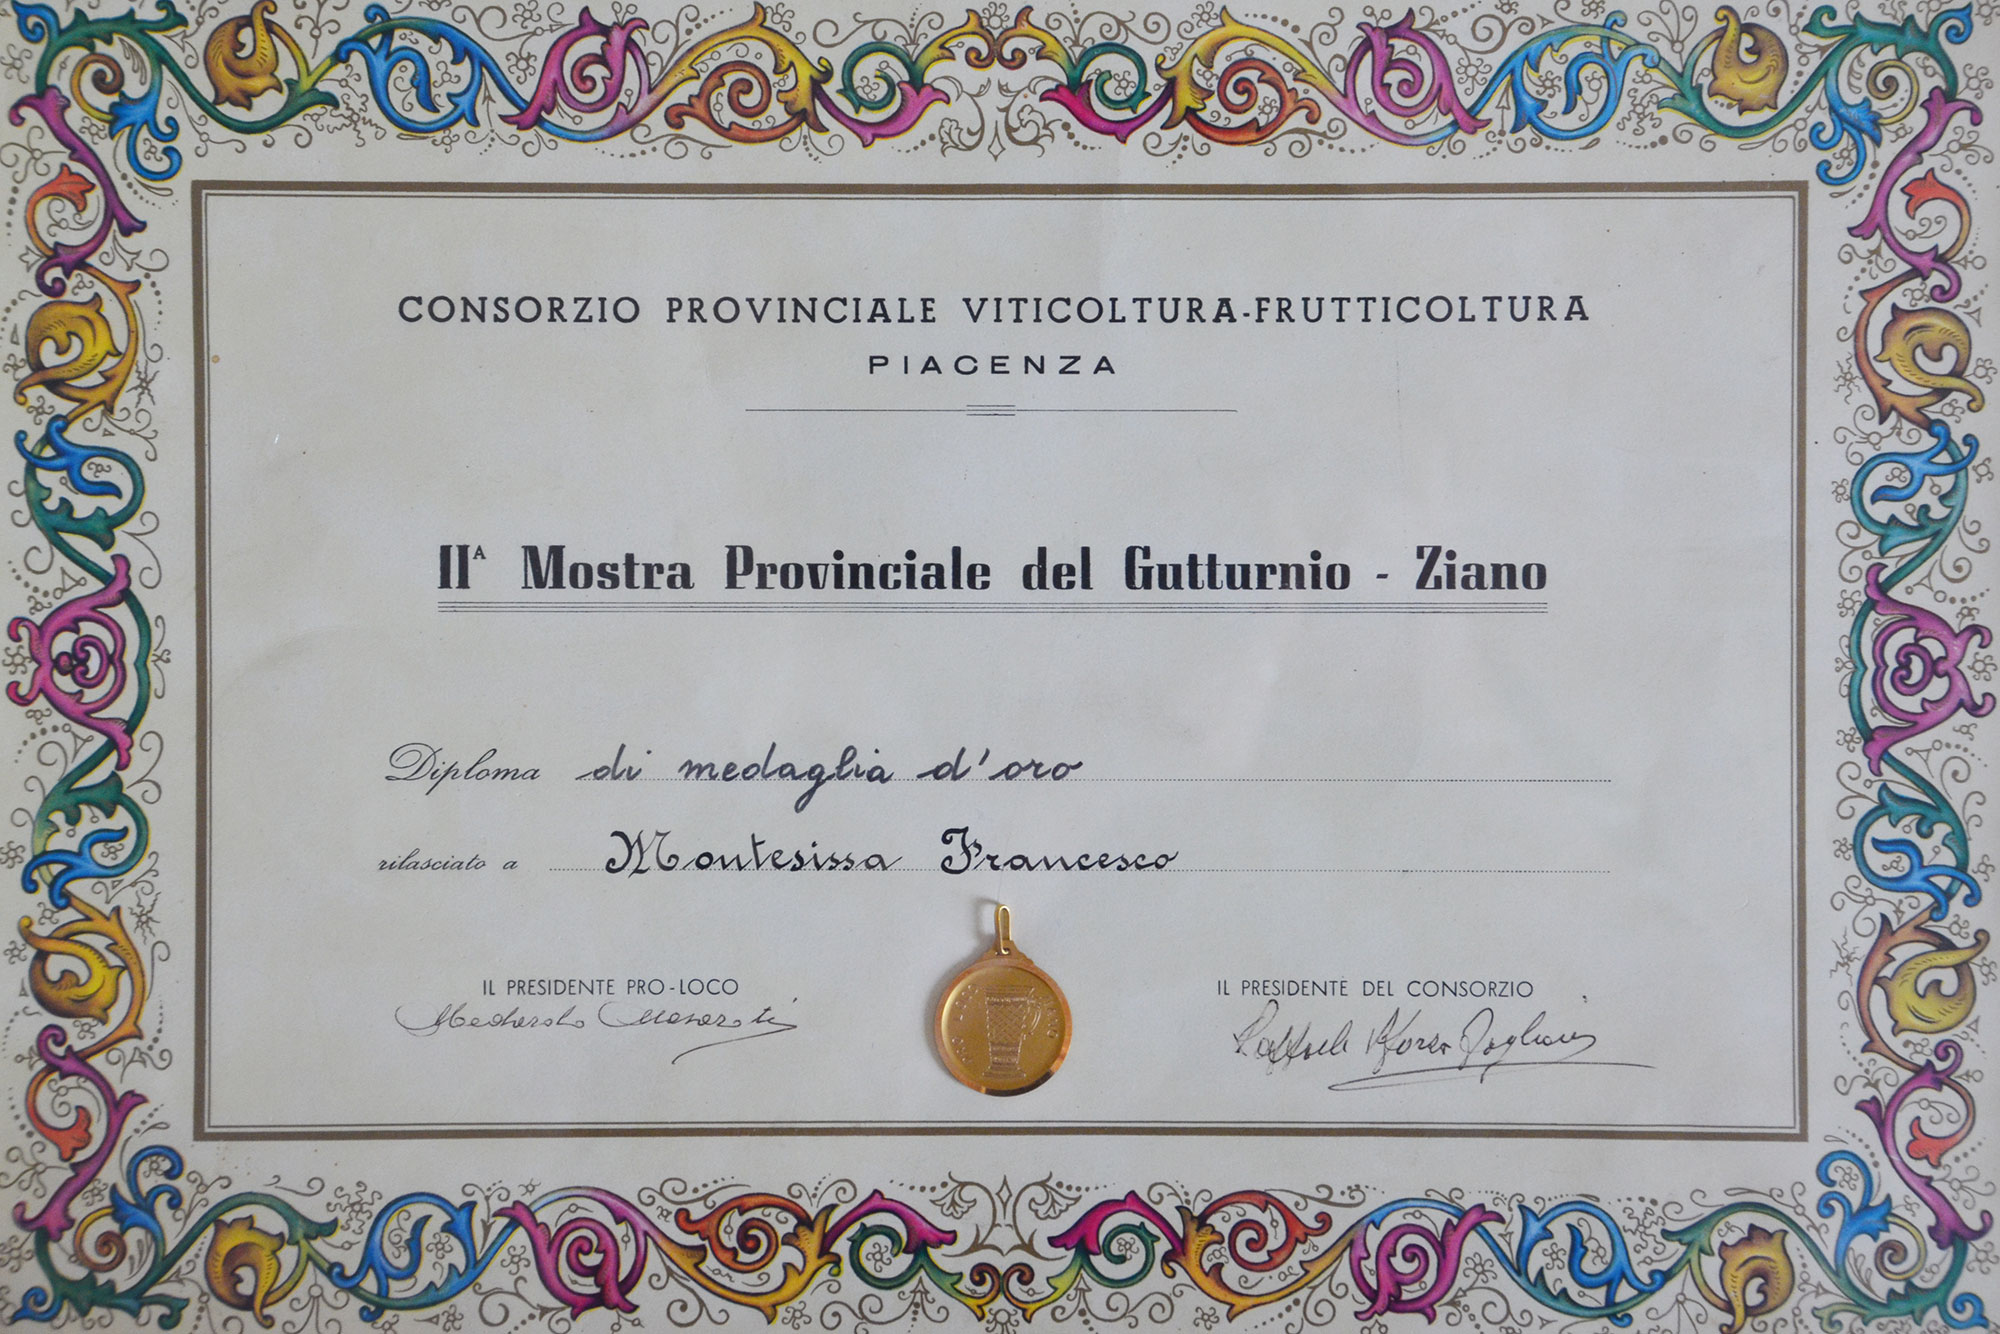 CONSORZIO PROVINCIALE VITICOLTURA-FRUTTICOLTURA
PIACENZA
IIA Mostra Provinciale del Gutturnio - Ziano
Diploma di medaglia d'oro
rilasciato a Montesissa Francesco
IL PRESIDENTE PRO-LOCO
IL PRESIDENTE DEL CONSORZIO